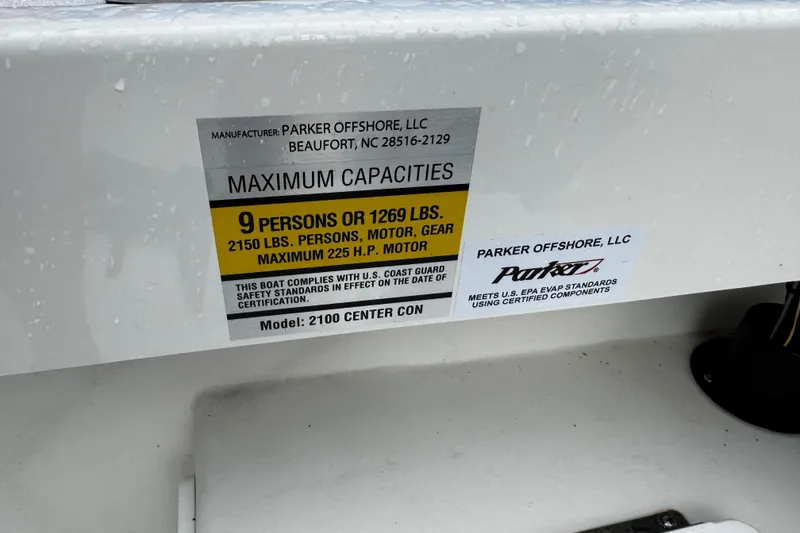 MANUFACTURER: PARKER OFFSHORE, LLC
BEAUFORT, NC 28516-2129
MAXIMUM CAPACITIES
9 PERSONS OR 1269 LBS.
2150 LBS. PERSONS, MOTOR, GEAR
MAXIMUM 225 H.P. MOTOR
THIS BOAT COMPLIES WITH U.S. COAST GUARD
SAFETY STANDARDS IN EFFECT ON THE DATE OF
CERTIFICATION.
Model: 2100 CENTER CON
PARKER OFFSHORE, LLC
Parker®
MEETS U.S. EPA EVAP STANDARDS
USING CERTIFIED COMPONENTS